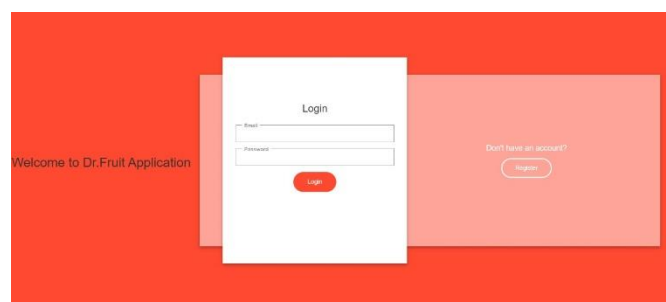 Welcome to Dr.Fruit Application
Login
Email
Password
Login
Don't have an account?
Register